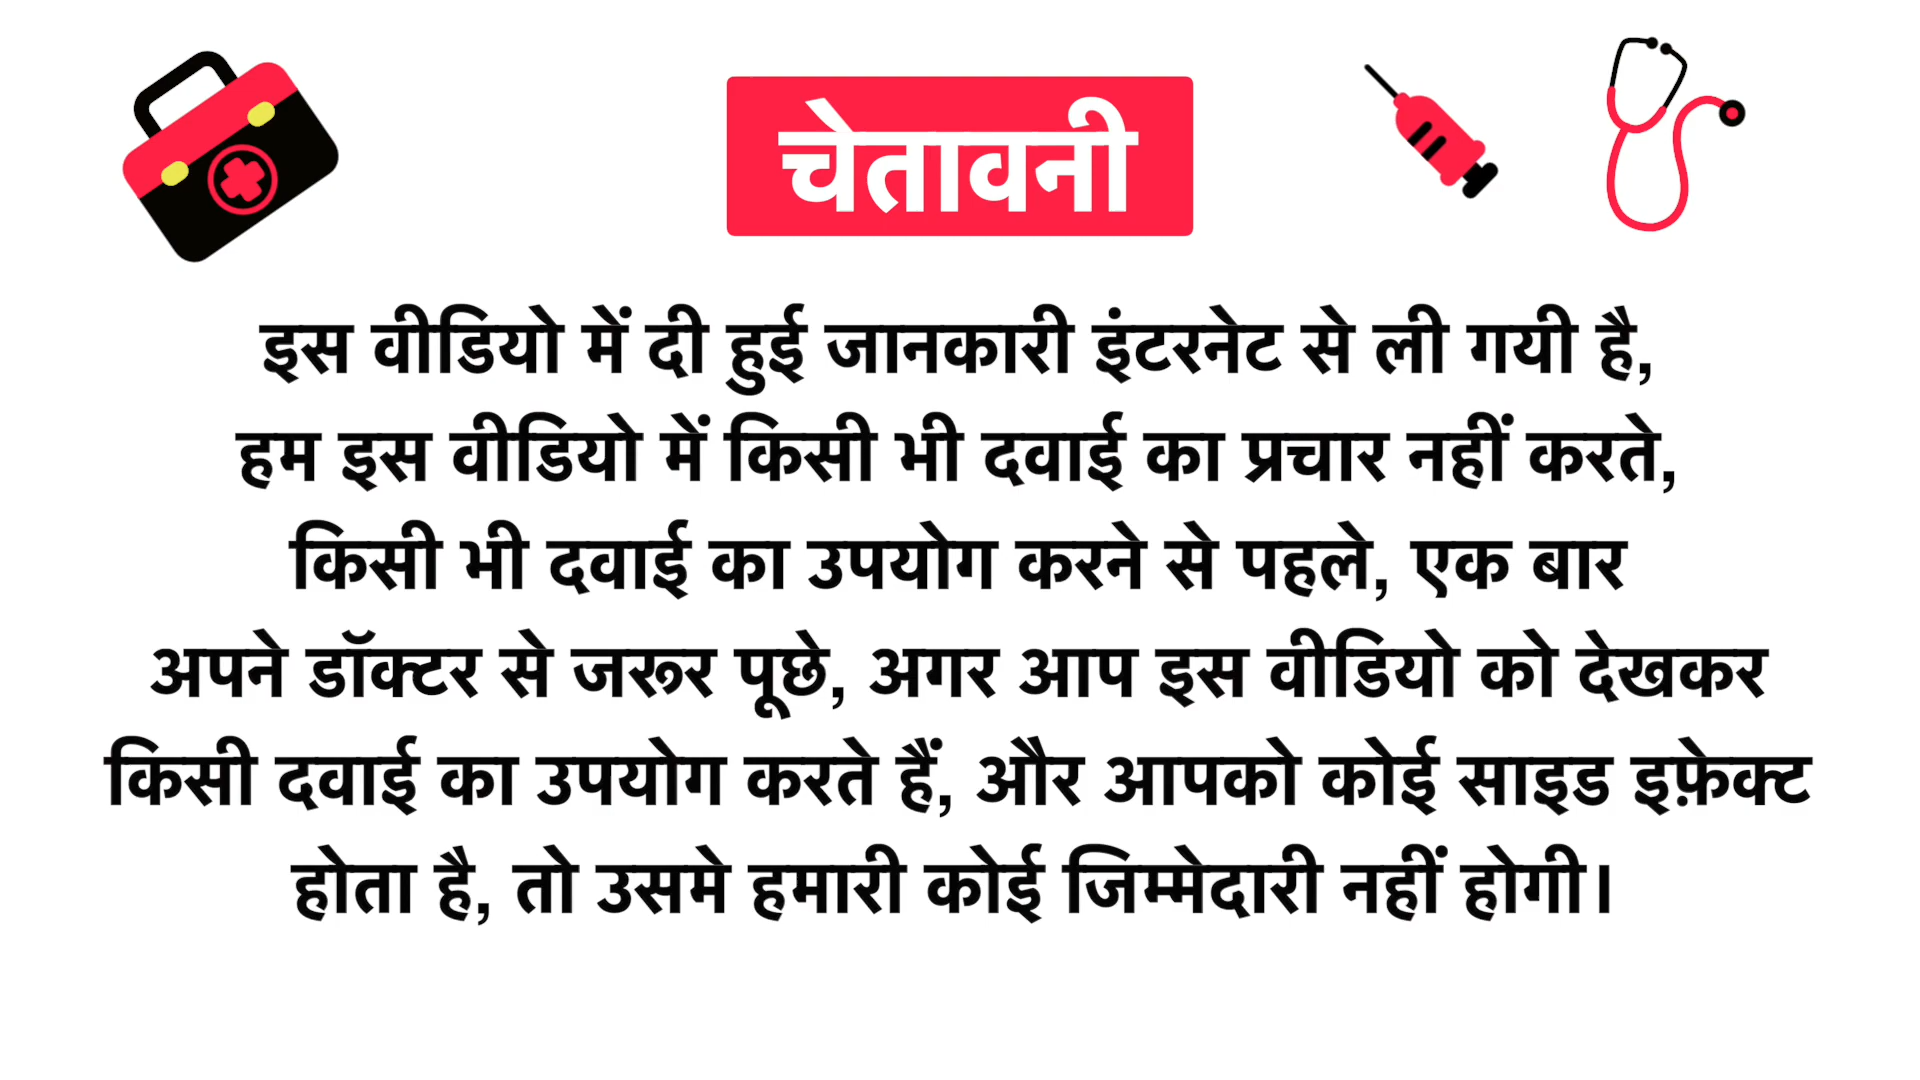 चेतावनी
इस वीडियो में दी हुई जानकारी इंटरनेट से ली गयी है,
हम इस वीडियो में किसी भी दवाई का प्रचार नहीं करते,
किसी भी दवाई का उपयोग करने से पहले, एक बार
अपने डॉक्टर से जरूर पूछे, अगर आप इस वीडियो को देखकर
किसी दवाई का उपयोग करते हैं, और आपको कोई साइड इफ़ेक्ट
होता है, तो उसमे हमारी कोई जिम्मेदारी नहीं होगी।